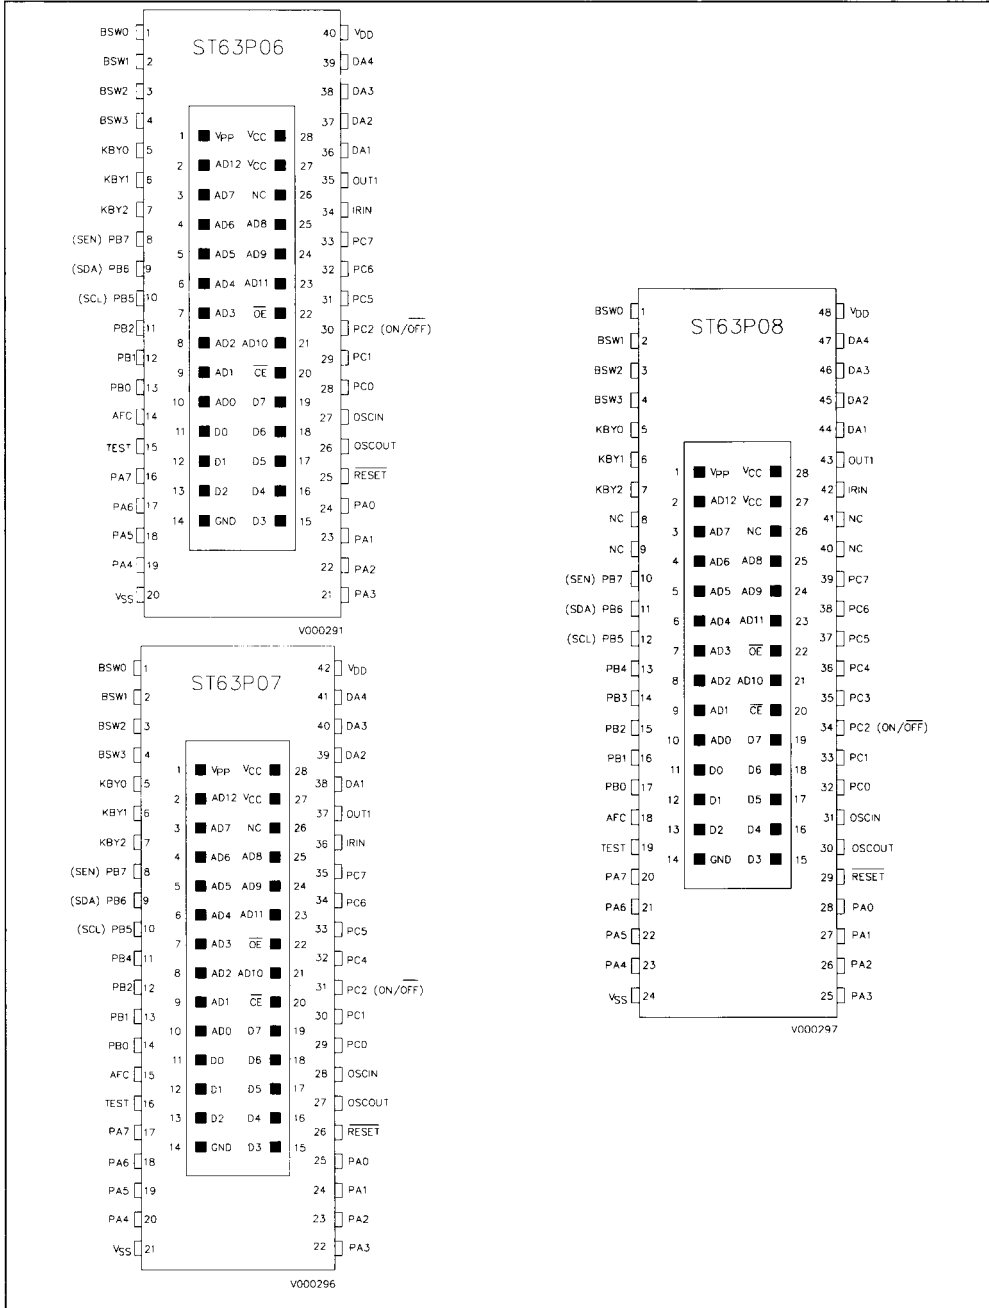 ST63P06
BSW0 1 40 VDD
BSW1 2 39 DA4
BSW2 3 38 DA3
BSW3 4 37 DA2
KBY0 5 36 DA1
KBY1 6 35 OUT1
KBY2 7 34 IRIN
(SEN) PB7 8 33 PC7
(SDA) PB6 9 32 PC6
(SCL) PB5 10 31 PC5
PB2 11 30 PC2 (ON/OFF)
PB1 12 29 PC1
PB0 13 28 PC0
AFC 14 27 OSCIN
TEST 15 26 OSCOUT
PA7 16 25 RESET
PA6 17 24 PA0
PA5 18 23 PA1
PA4 19 22 PA2
VSS 20 21 PA3
1 VPP VCC 28
2 AD12 VCC 27
3 AD7 NC 26
4 AD6 AD8 25
5 AD5 AD9 24
6 AD4 AD11 23
7 AD3 OE 22
8 AD2 AD10 21
9 AD1 CE 20
10 AD0 D7 19
11 D0 D6 18
12 D1 D5 17
13 D2 D4 16
14 GND D3 15
V000291
ST63P07
BSW0 1 42 VDD
BSW1 2 41 DA4
BSW2 3 40 DA3
BSW3 4 39 DA2
KBY0 5 38 DA1
KBY1 6 37 OUT1
KBY2 7 36 IRIN
(SEN) PB7 8 35 PC7
(SDA) PB6 9 34 PC6
(SCL) PB5 10 33 PC5
PB4 11 32 PC4
PB2 12 31 PC2 (ON/OFF)
PB1 13 30 PC1
PB0 14 29 PC0
AFC 15 28 OSCIN
TEST 16 27 OSCOUT
PA7 17 26 RESET
PA6 18 25 PA0
PA5 19 24 PA1
PA4 20 23 PA2
VSS 21 22 PA3
1 VPP VCC 28
2 AD12 VCC 27
3 AD7 NC 26
4 AD6 AD8 25
5 AD5 AD9 24
6 AD4 AD11 23
7 AD3 OE 22
8 AD2 AD10 21
9 AD1 CE 20
10 AD0 D7 19
11 D0 D6 18
12 D1 D5 17
13 D2 D4 16
14 GND D3 15
V000296
ST63P08
BSW0 1 48 VDD
BSW1 2 47 DA4
BSW2 3 46 DA3
BSW3 4 45 DA2
KBY0 5 44 DA1
KBY1 6 43 OUT1
KBY2 7 42 IRIN
NC 8 41 NC
NC 9 40 NC
(SEN) PB7 10 39 PC7
(SDA) PB6 11 38 PC6
(SCL) PB5 12 37 PC5
PB4 13 36 PC4
PB3 14 35 PC3
PB2 15 34 PC2 (ON/OFF)
PB1 16 33 PC1
PB0 17 32 PC0
AFC 18 31 OSCIN
TEST 19 30 OSCOUT
PA7 20 29 RESET
PA6 21 28 PA0
PA5 22 27 PA1
PA4 23 26 PA2
VSS 24 25 PA3
1 VPP VCC 28
2 AD12 VCC 27
3 AD7 NC 26
4 AD6 AD8 25
5 AD5 AD9 24
6 AD4 AD11 23
7 AD3 OE 22
8 AD2 AD10 21
9 AD1 CE 20
10 AD0 D7 19
11 D0 D6 18
12 D1 D5 17
13 D2 D4 16
14 GND D3 15
V000297